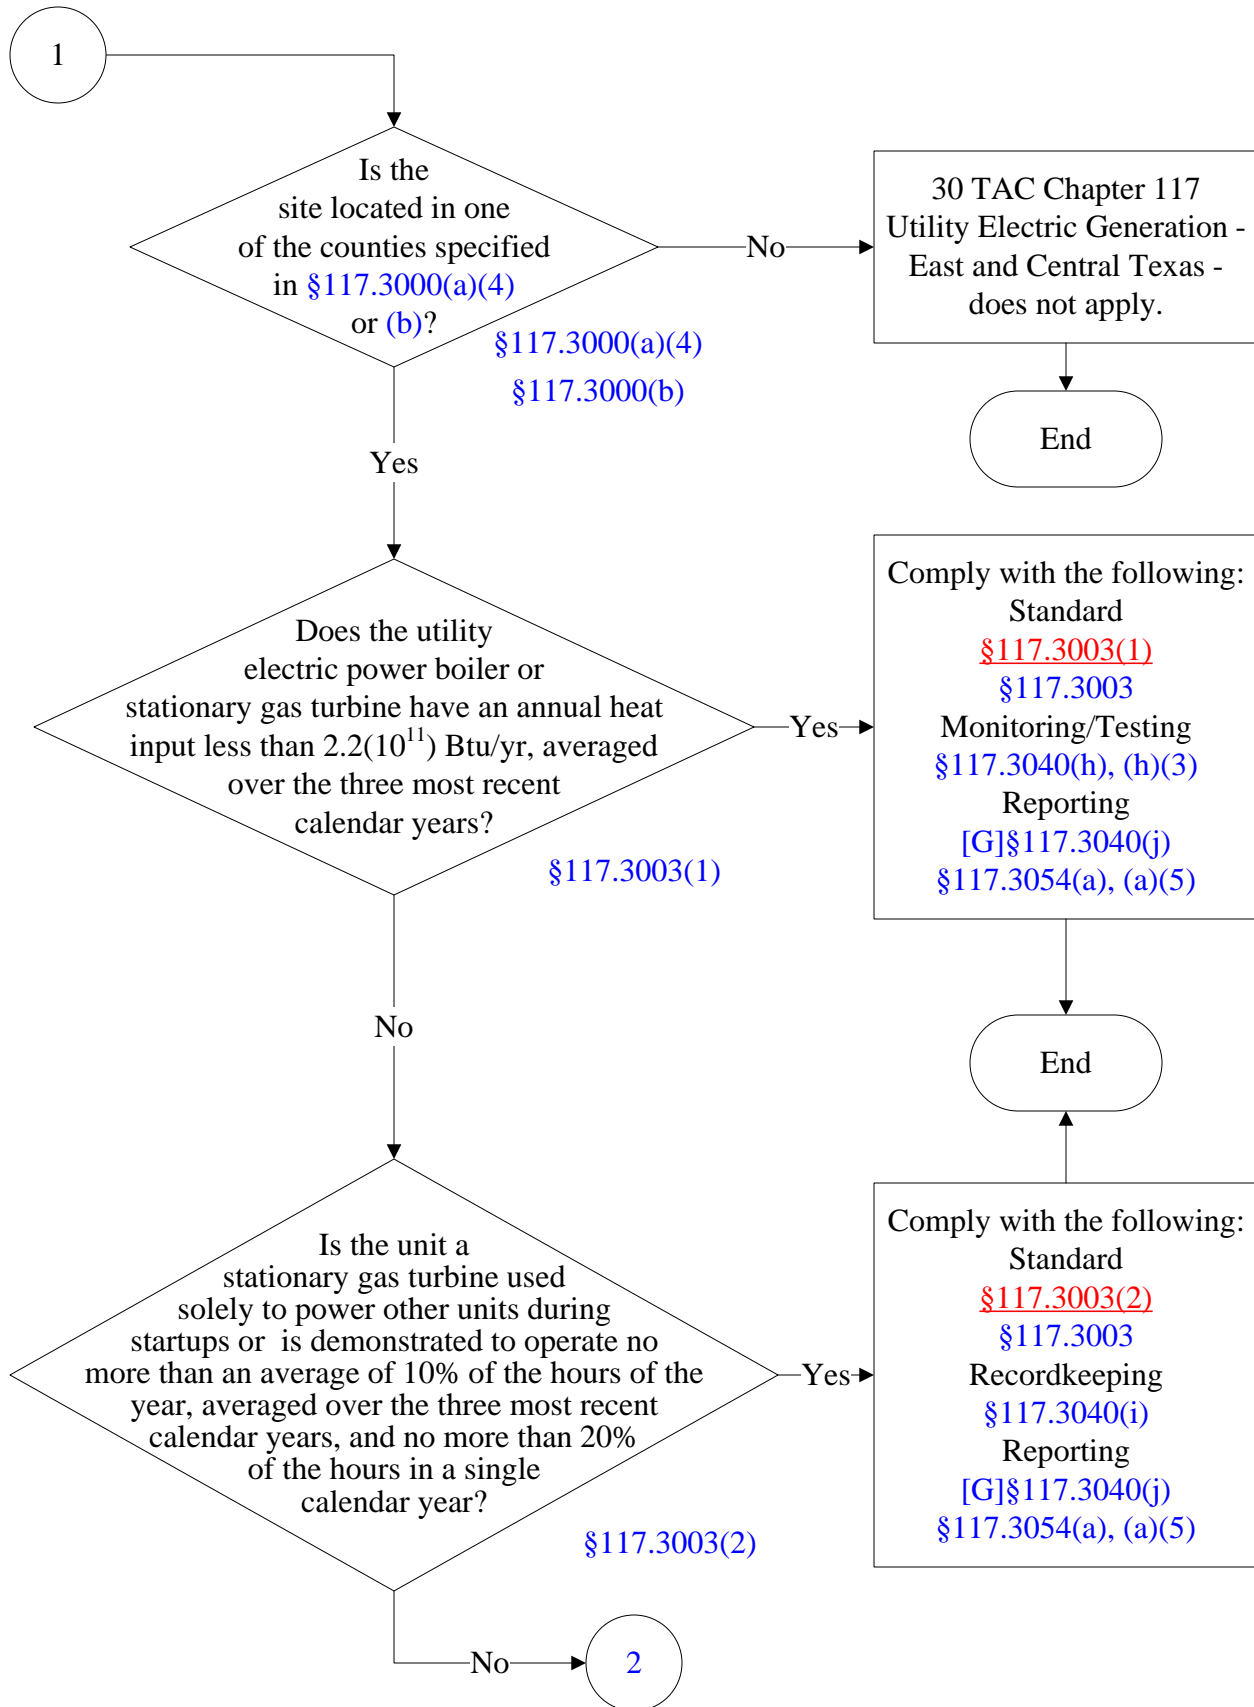 1
Is the
site located in one
of the counties specified
in §117.3000(a)(4)
or (b)?
§117.3000(a)(4)
§117.3000(b)
No
30 TAC Chapter 117
Utility Electric Generation -
East and Central Texas -
does not apply.
End
Yes
Does the utility
electric power boiler or
stationary gas turbine have an annual heat
input less than 2.2(10¹¹) Btu/yr, averaged
over the three most recent
calendar years?
§117.3003(1)
Yes
Comply with the following:
Standard
§117.3003(1)
§117.3003
Monitoring/Testing
§117.3040(h), (h)(3)
Reporting
[G]§117.3040(j)
§117.3054(a), (a)(5)
End
No
Is the unit a
stationary gas turbine used
solely to power other units during
startups or is demonstrated to operate no
more than an average of 10% of the hours of the
year, averaged over the three most recent
calendar years, and no more than 20%
of the hours in a single
calendar year?
§117.3003(2)
Yes
Comply with the following:
Standard
§117.3003(2)
§117.3003
Recordkeeping
§117.3040(i)
Reporting
[G]§117.3040(j)
§117.3054(a), (a)(5)
No
2